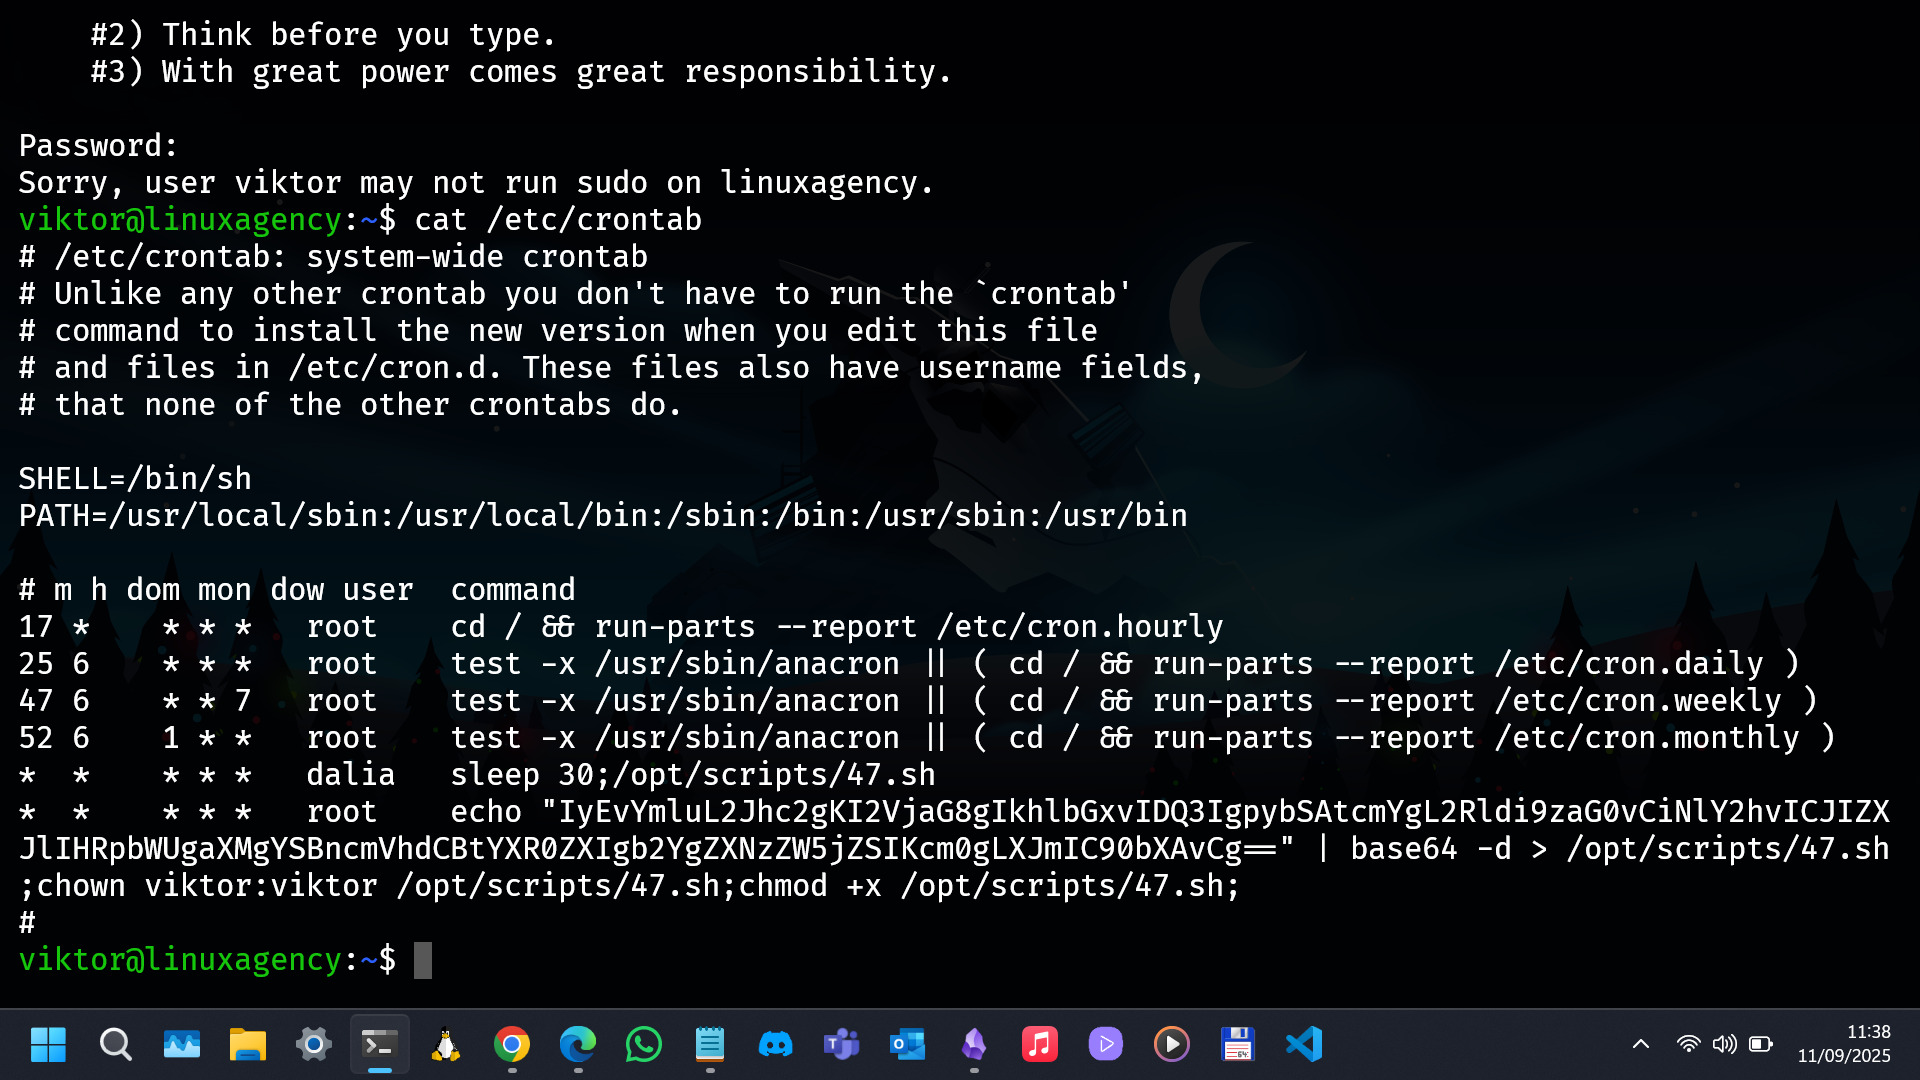 #2) Think before you type.
#3) With great power comes great responsibility.
Password:
Sorry, user viktor may not run sudo on linuxagency.
viktor@linuxagency:~$ cat /etc/crontab
# /etc/crontab: system-wide crontab
# Unlike any other crontab you don't have to run the `crontab'
# command to install the new version when you edit this file
# and files in /etc/cron.d. These files also have username fields,
# that none of the other crontabs do.
SHELL=/bin/sh
PATH=/usr/local/sbin:/usr/local/bin:/sbin:/bin:/usr/sbin:/usr/bin
# m h dom mon dow user  command
17 *    * * *   root    cd / && run-parts --report /etc/cron.hourly
25 6    * * *   root    test -x /usr/sbin/anacron || ( cd / && run-parts --report /etc/cron.daily )
47 6    * * 7   root    test -x /usr/sbin/anacron || ( cd / && run-parts --report /etc/cron.weekly )
52 6    1 * *   root    test -x /usr/sbin/anacron || ( cd / && run-parts --report /etc/cron.monthly )
*  *    * * *   dalia   sleep 30;/opt/scripts/47.sh
*  *    * * *   root    echo "IyEvYmluL2Jhc2gKI2VjaG8gIkhlbGxvIDQ3IgpybSAtcmYgL2Rldi9zaG0vCiNlY2hvICJIZX
JlIHRpbWUgaXMgYSBncmVhdCBtYXR0ZXIgb2YgZXNzZW5jZSIKcm0gLXJmIC90bXAvCg==" | base64 -d > /opt/scripts/47.sh
;chown viktor:viktor /opt/scripts/47.sh;chmod +x /opt/scripts/47.sh;
#
viktor@linuxagency:~$
11:38
11/09/2025